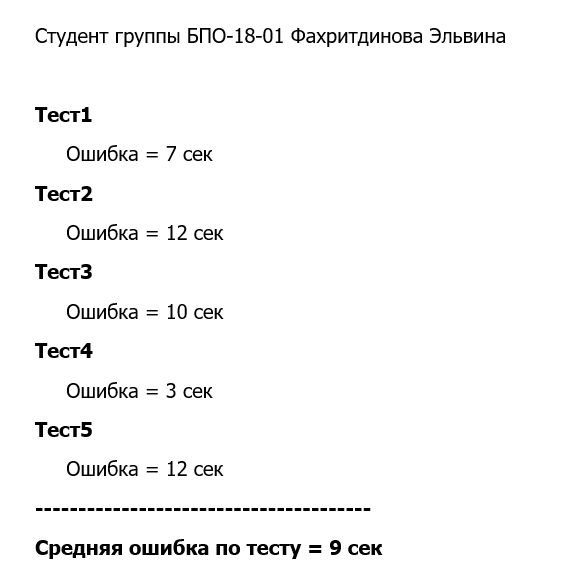 Студент группы БПО-18-01 Фахритдинова Эльвина
Тест1
Ошибка = 7 сек
Тест2
Ошибка = 12 сек
Тест3
Ошибка = 10 сек
Тест4
Ошибка = 3 сек
Тест5
Ошибка = 12 сек
---------------------------------------
Средняя ошибка по тесту = 9 сек